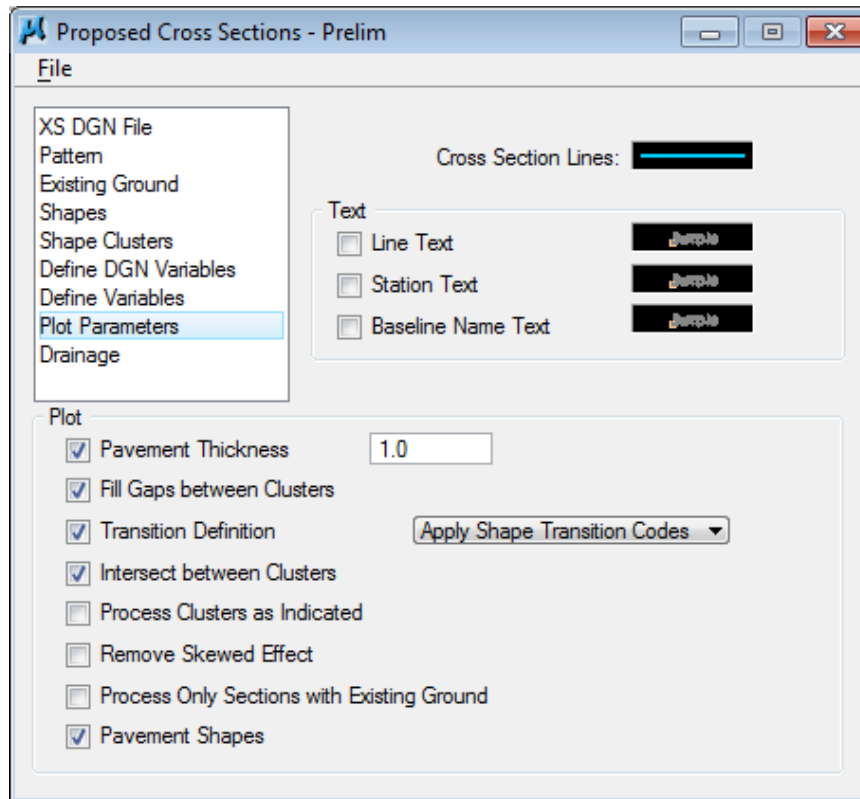 Proposed Cross Sections - Prelim
File
XS DGN File
Pattern
Existing Ground
Shapes
Shape Clusters
Define DGN Variables
Define Variables
Plot Parameters
Drainage
Cross Section Lines:
Text
Line Text
Station Text
Baseline Name Text
Plot
Pavement Thickness 1.0
Fill Gaps between Clusters
Transition Definition Apply Shape Transition Codes
Intersect between Clusters
Process Clusters as Indicated
Remove Skewed Effect
Process Only Sections with Existing Ground
Pavement Shapes